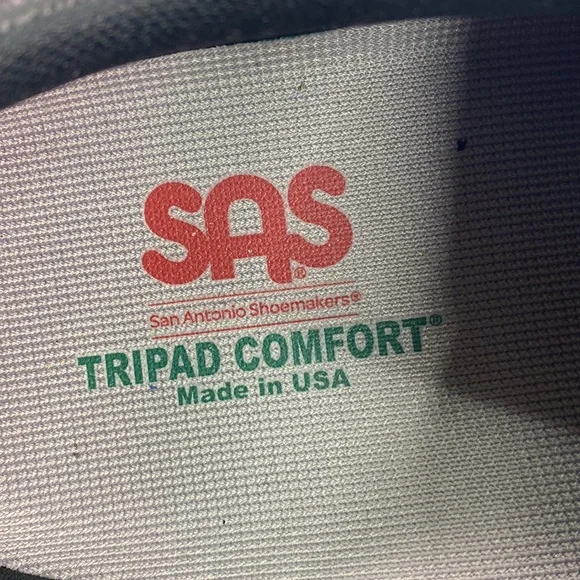 SAS®
San Antonio Shoemakers®
TRIPAD COMFORT®
Made in USA